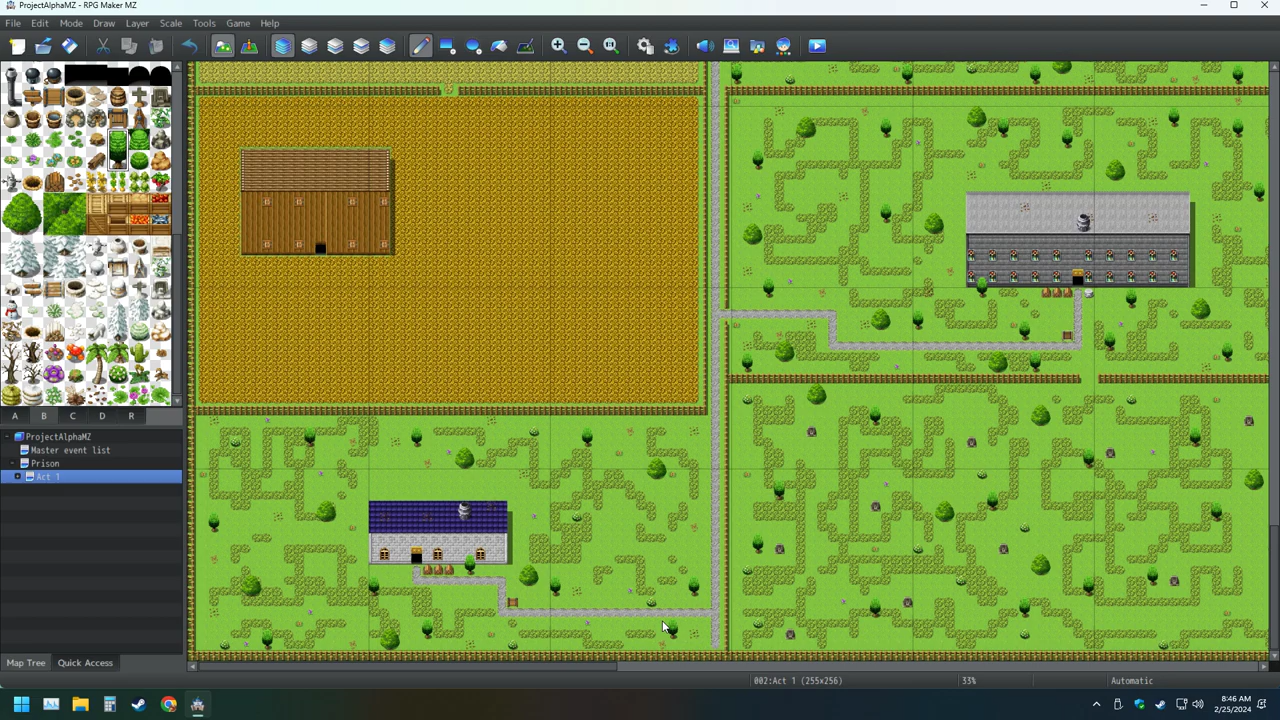 ProjectAlphaMZ - RPG Maker MZ
File Edit Mode Draw Layer Scale Tools Game Help
A B C D R
ProjectAlphaMZ
Master event list
Prison
Act 1
Map Tree Quick Access
002:Act 1 (255x256) 33% Automatic
8:46 AM
2/25/2024